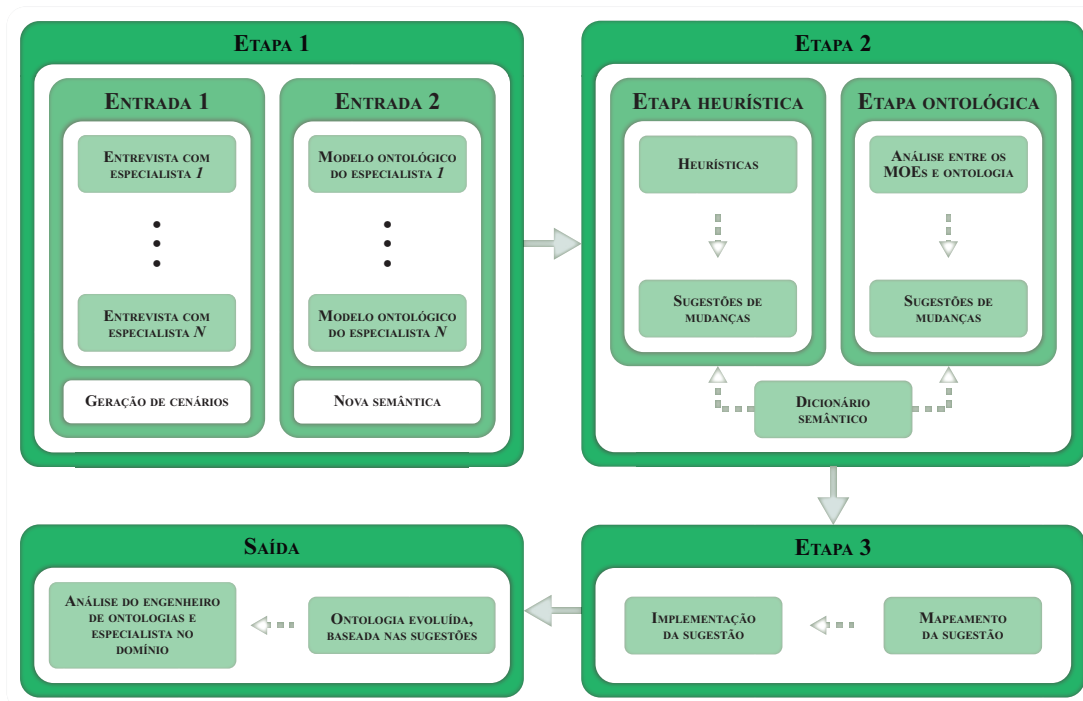 Etapa 1
Entrada 1
Entrevista com
especialista 1
Entrevista com
especialista N
Geração de cenários
Entrada 2
Modelo ontológico
do especialista 1
Modelo ontológico
do especialista N
Nova semântica
Etapa 2
Etapa heurística
Heurísticas
Sugestões de
mudanças
Etapa ontológica
Análise entre os
MOEs e ontologia
Sugestões de
mudanças
Dicionário
semântico
Etapa 3
Mapeamento
da sugestão
Implementação
da sugestão
Saída
Ontologia evoluída,
baseada nas sugestões
Análise do engenheiro
de ontologias e
especialista no
domínio